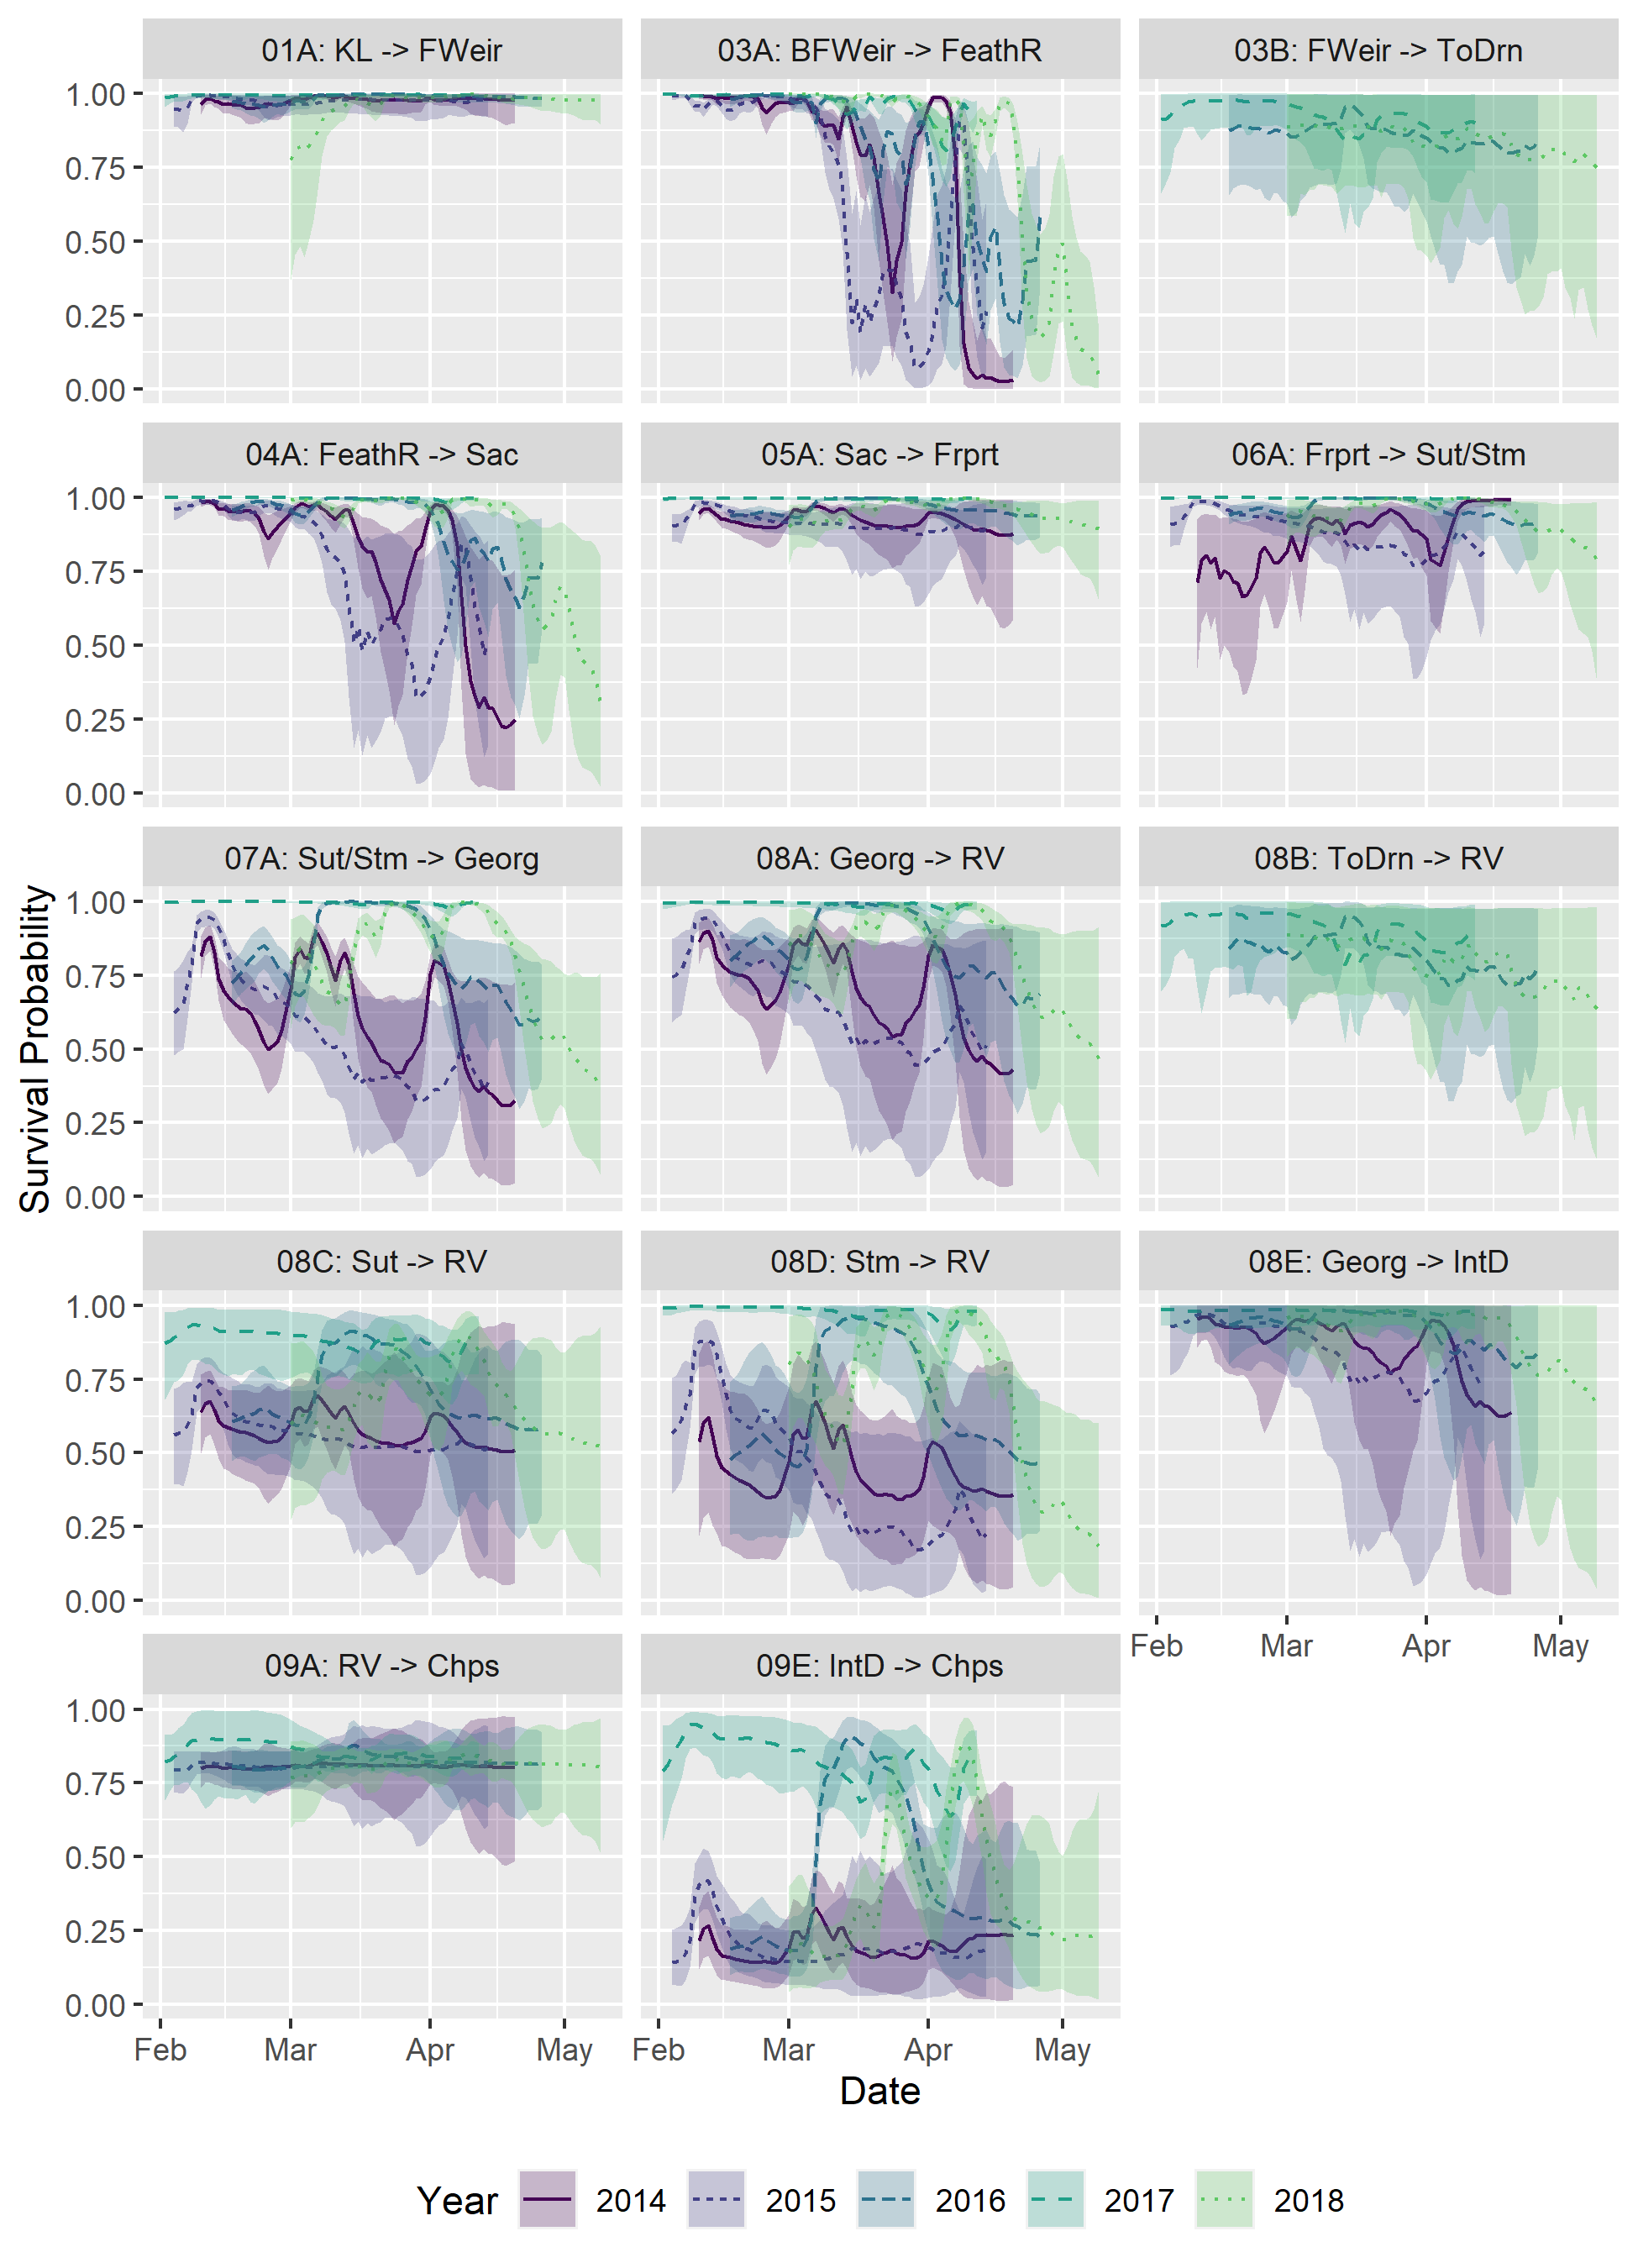 01A: KL -> FWeir
03A: BFWeir -> FeathR
03B: FWeir -> ToDrn
1.00
0.75
0.50
0.25
0.00
04A: FeathR -> Sac
05A: Sac -> Frprt
06A: Frprt -> Sut/Stm
1.00
0.75
0.50
0.25
0.00
07A: Sut/Stm -> Georg
08A: Georg -> RV
08B: ToDrn -> RV
1.00
0.75
0.50
0.25
0.00
Survival Probability
08C: Sut -> RV
08D: Stm -> RV
08E: Georg -> IntD
1.00
0.75
0.50
0.25
0.00
Feb Mar Apr May
09A: RV -> Chps
09E: IntD -> Chps
1.00
0.75
0.50
0.25
0.00
Feb Mar Apr May
Feb Mar Apr May
Date
Year 2014 2015 2016 2017 2018